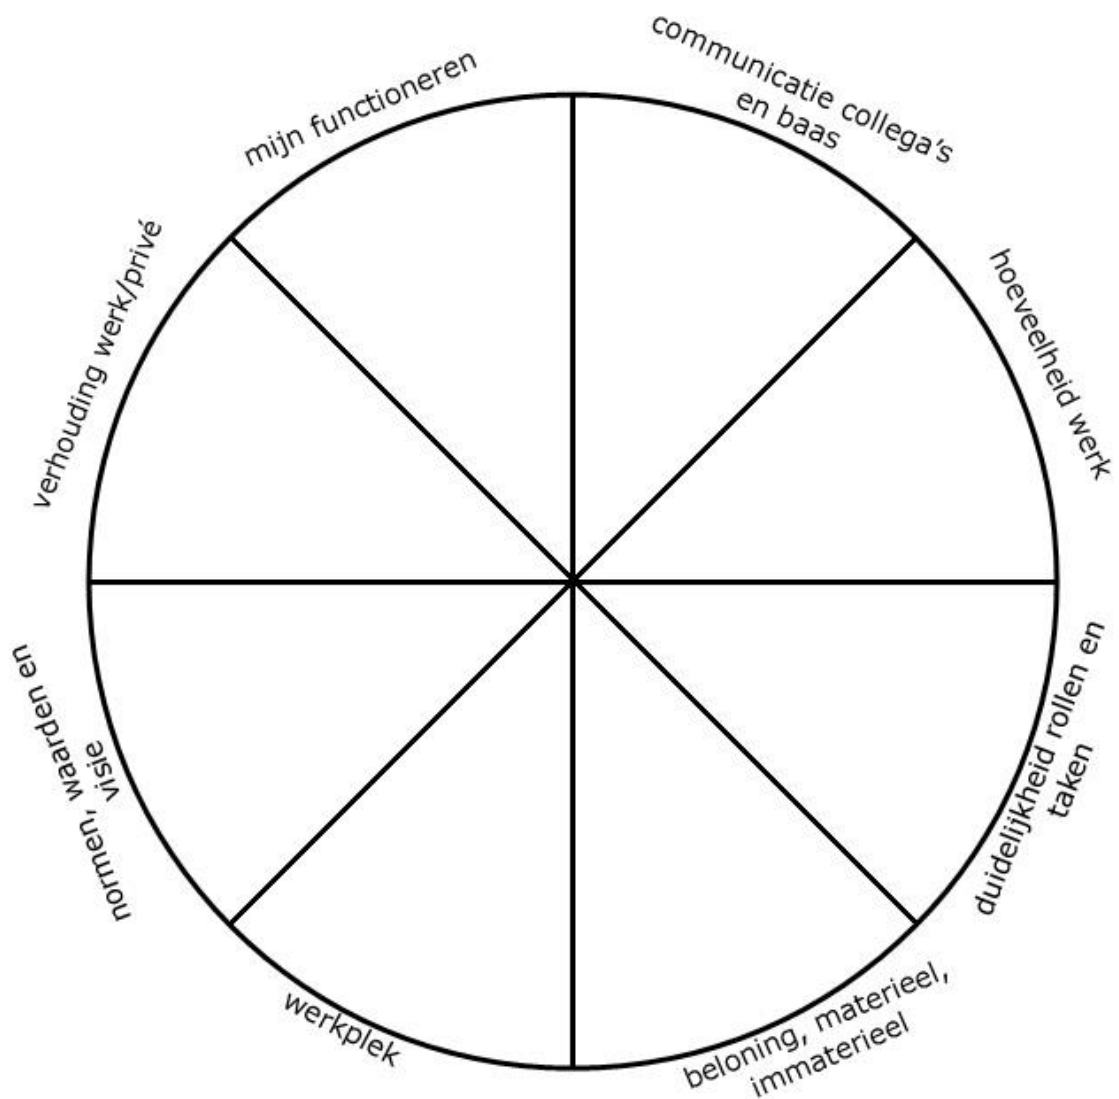 communicatie collega’s
en baas
hoeveelheid werk
duidelijkheid rollen en
taken
beloning, materieel,
immaterieel
werkplek
normen, waarden en
visie
verhouding werk/privé
mijn functioneren